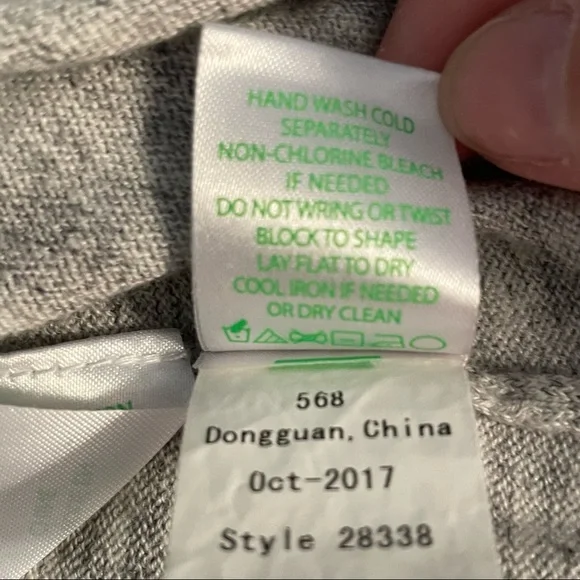 HAND WASH COLD
SEPARATELY
NON-CHLORINE BLEACH
IF NEEDED
DO NOT WRING OR TWIST
BLOCK TO SHAPE
LAY FLAT TO DRY
COOL IRON IF NEEDED
OR DRY CLEAN
568
Dongguan, China
Oct-2017
Style 28338